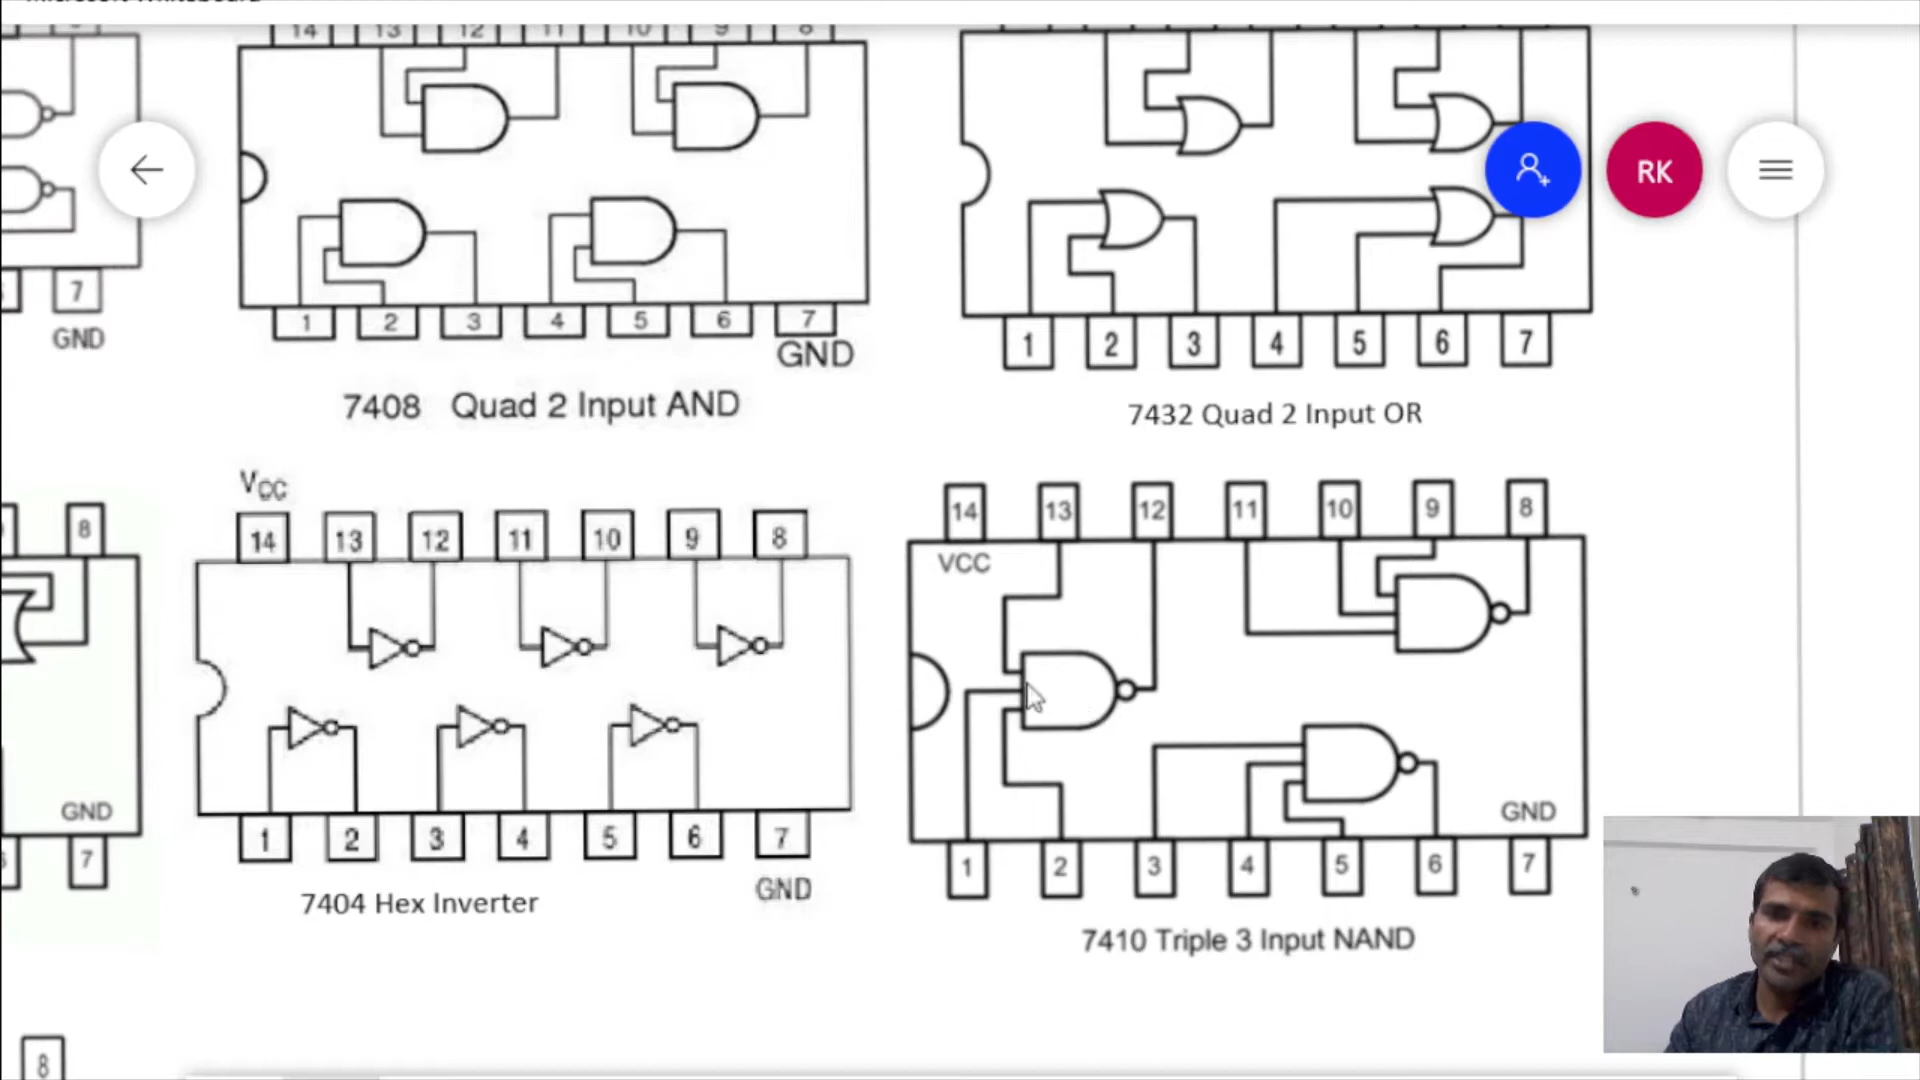 Microsoft Whiteboard
14 13 12 11 10 9 8
RK
7
GND
1 2 3 4 5 6 7
GND
1 2 3 4 5 6 7
7408 Quad 2 Input AND
7432 Quad 2 Input OR
8
GND
7
VCC
14 13 12 11 10 9 8
1 2 3 4 5 6 7
GND
7404 Hex Inverter
14 13 12 11 10 9 8
VCC
GND
1 2 3 4 5 6 7
7410 Triple 3 Input NAND
8